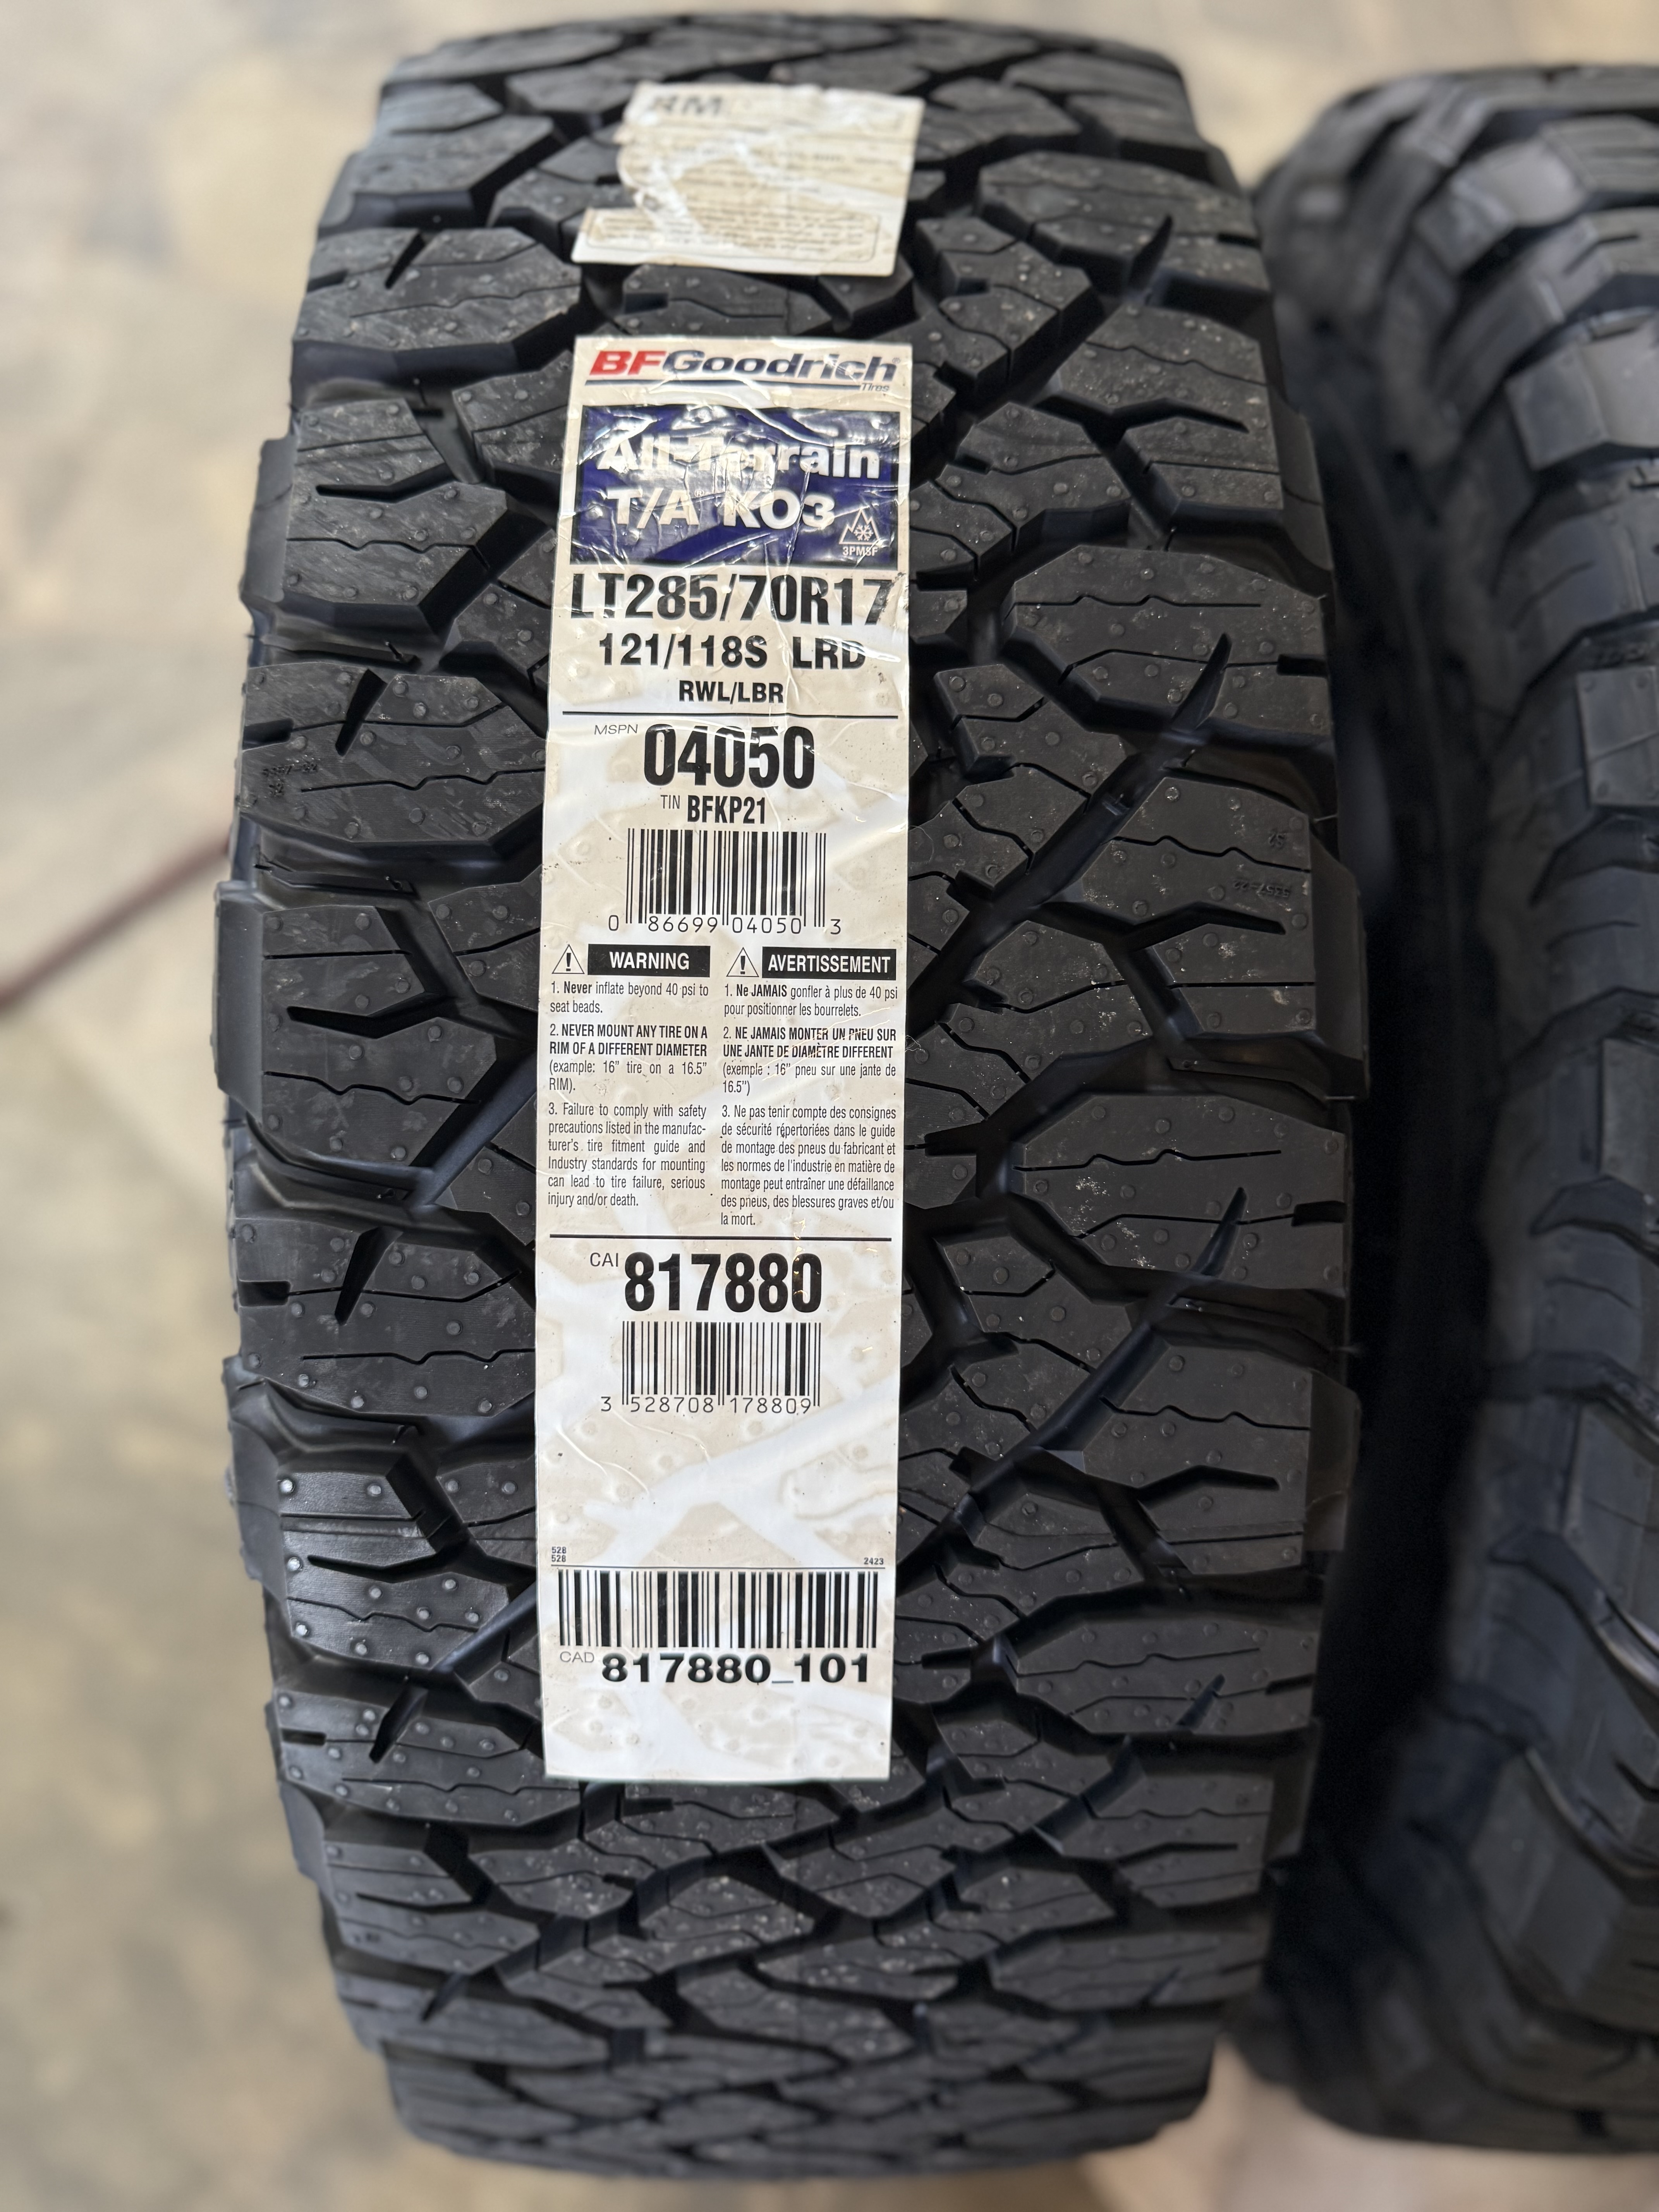 RM
BFGoodrich
Tires
All-Terrain
T/A® KO3
3PMSF
LT285/70R17
121/118S LRD
RWL/LBR
MSPN 04050
TIN BFKP21
0 86699 04050 3
WARNING
1. Never inflate beyond 40 psi to
seat beads.
2. NEVER MOUNT ANY TIRE ON A
RIM OF A DIFFERENT DIAMETER
(example: 16" tire on a 16.5"
RIM).
3. Failure to comply with safety
precautions listed in the manufac-
turer's tire fitment guide and
Industry standards for mounting
can lead to tire failure, serious
injury and/or death.
AVERTISSEMENT
1. Ne JAMAIS gonfler à plus de 40 psi
pour positionner les bourrelets.
2. NE JAMAIS MONTER UN PNEU SUR
UNE JANTE DE DIAMÈTRE DIFFERENT
(exemple : 16" pneu sur une jante de
16.5")
3. Ne pas tenir compte des consignes
de sécurité répertoriées dans le guide
de montage des pneus du fabricant et
les normes de l'industrie en matière de
montage peut entraîner une défaillance
des pneus, des blessures graves et/ou
la mort.
CAI 817880
3 528708 178809
52B
52B
2423
CAD 817880_101